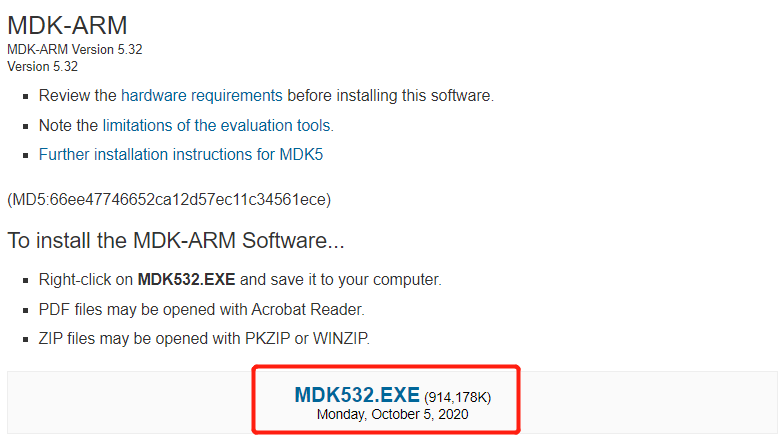 MDK-ARM
MDK-ARM Version 5.32
Version 5.32
Review the hardware requirements before installing this software.
Note the limitations of the evaluation tools.
Further installation instructions for MDK5
(MD5:66ee47746652ca12d57ec11c34561ece)
To install the MDK-ARM Software...
Right-click on MDK532.EXE and save it to your computer.
PDF files may be opened with Acrobat Reader.
ZIP files may be opened with PKZIP or WINZIP.
MDK532.EXE (914,178K)
Monday, October 5, 2020